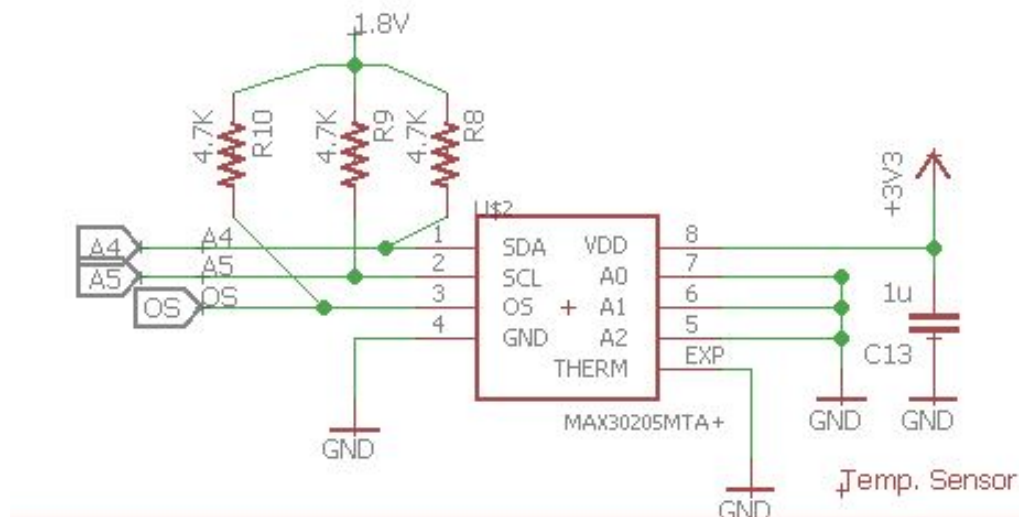 1.8V
4.7K
R10
4.7K
R9
4.7K
R8
+3V3
U$2
A4
A4
1
SDA
VDD
8
A5
A5
2
SCL
A0
7
OS
OS
3
OS
A1
6
1u
4
GND
A2
5
C13
THERM
EXP
MAX30205MTA+
GND
GND
GND
GND
Temp. Sensor